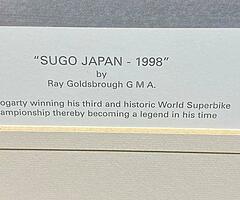 "SUGO JAPAN - 1998"
by
Ray Goldsbrough G M A.
ogarty winning his third and historic World Superbike
ampionship thereby becoming a legend in his time